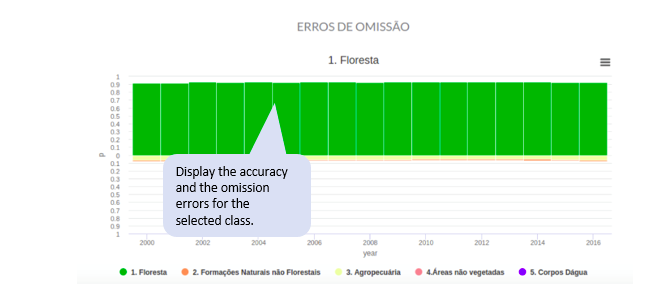 ERROS DE OMISSÃO
1. Floresta
1
0.9
0.8
0.7
0.6
0.5
0.4
0.3
0.2
0.1
0
0.1
0.2
0.3
0.4
0.5
0.6
0.7
0.8
0.9
1
p
Display the accuracy
and the omission
errors for the
selected class.
2000 2002 2004 2006 2008 2010 2012 2014 2016
year
1. Floresta 2. Formações Naturais não Florestais 3. Agropecuária 4.Áreas não vegetadas 5. Corpos Dágua